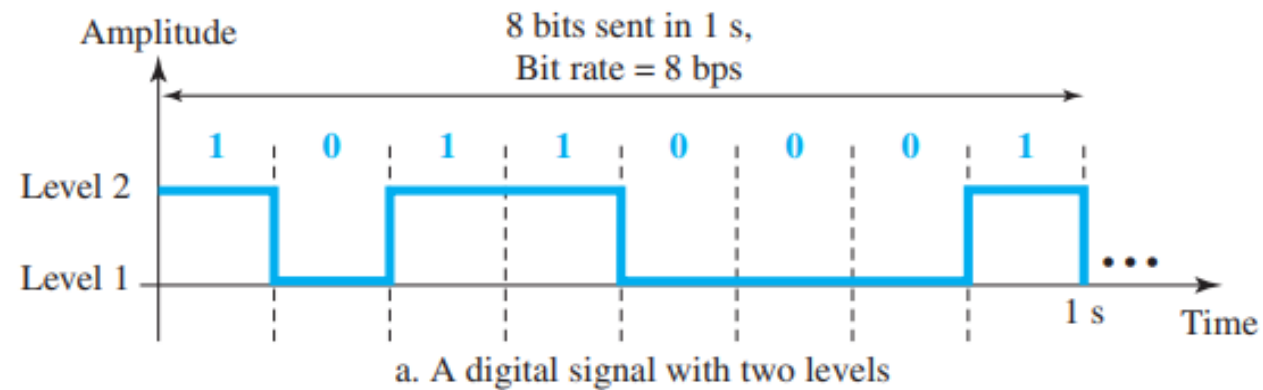 8 bits sent in 1 s,
Amplitude
Bit rate = 8 bps
1 0 1 1 0 0 0 1
Level 2
Level 1
...
1 s
Time
a. A digital signal with two levels